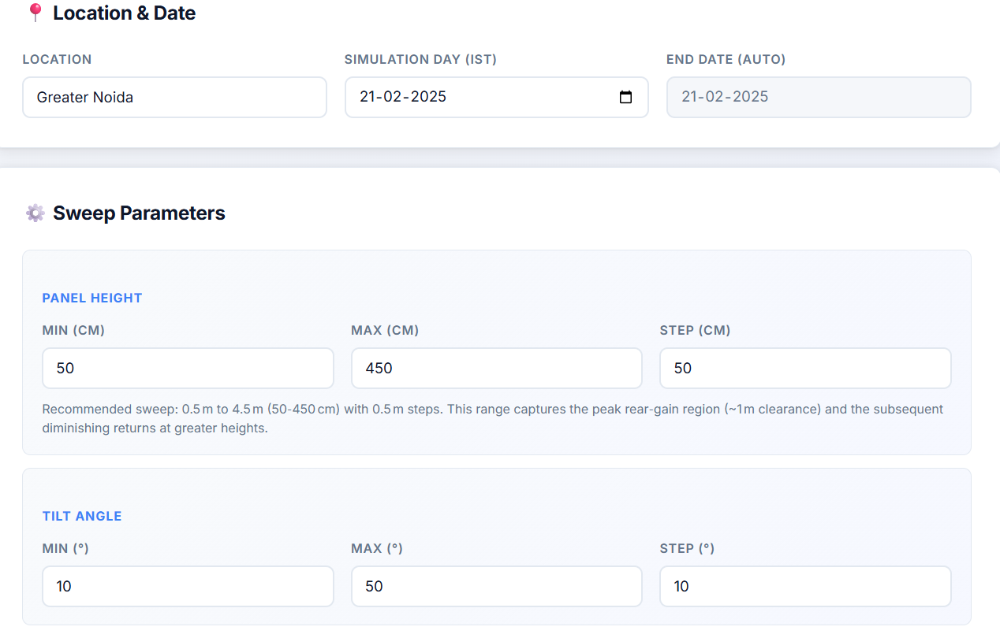 Location & Date
LOCATION
SIMULATION DAY (IST)
END DATE (AUTO)
Greater Noida
21-02-2025
21-02-2025
Sweep Parameters
PANEL HEIGHT
MIN (CM)
MAX (CM)
STEP (CM)
50
450
50
Recommended sweep: 0.5 m to 4.5 m (50-450 cm) with 0.5 m steps. This range captures the peak rear-gain region (~1 m clearance) and the subsequent
diminishing returns at greater heights.
TILT ANGLE
MIN (°)
MAX (°)
STEP (°)
10
50
10